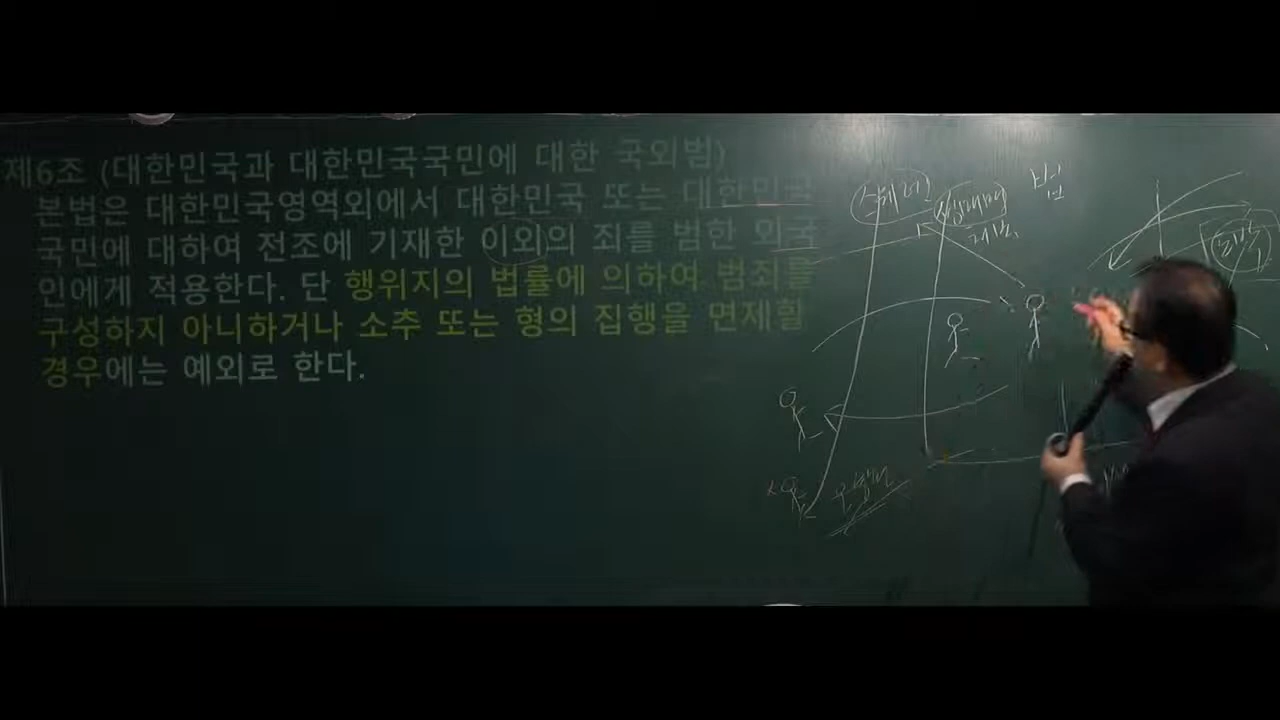 제6조 (대한민국과 대한민국국민에 대한 국외범)
본법은 대한민국영역외에서 대한민국 또는 대한민국
국민에 대하여 전조에 기재한 이외의 죄를 범한 외국
인에게 적용한다. 단 행위지의 법률에 의하여 범죄를
구성하지 아니하거나 소추 또는 형의 집행을 면제할
경우에는 예외로 한다.